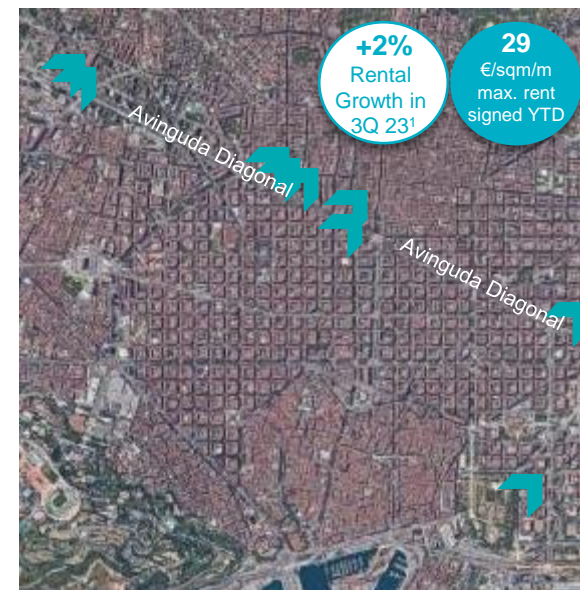 +2%
Rental
Growth in
3Q 23¹
29
€/sqm/m
max. rent
signed YTD
Avinguda Diagonal
Avinguda Diagonal